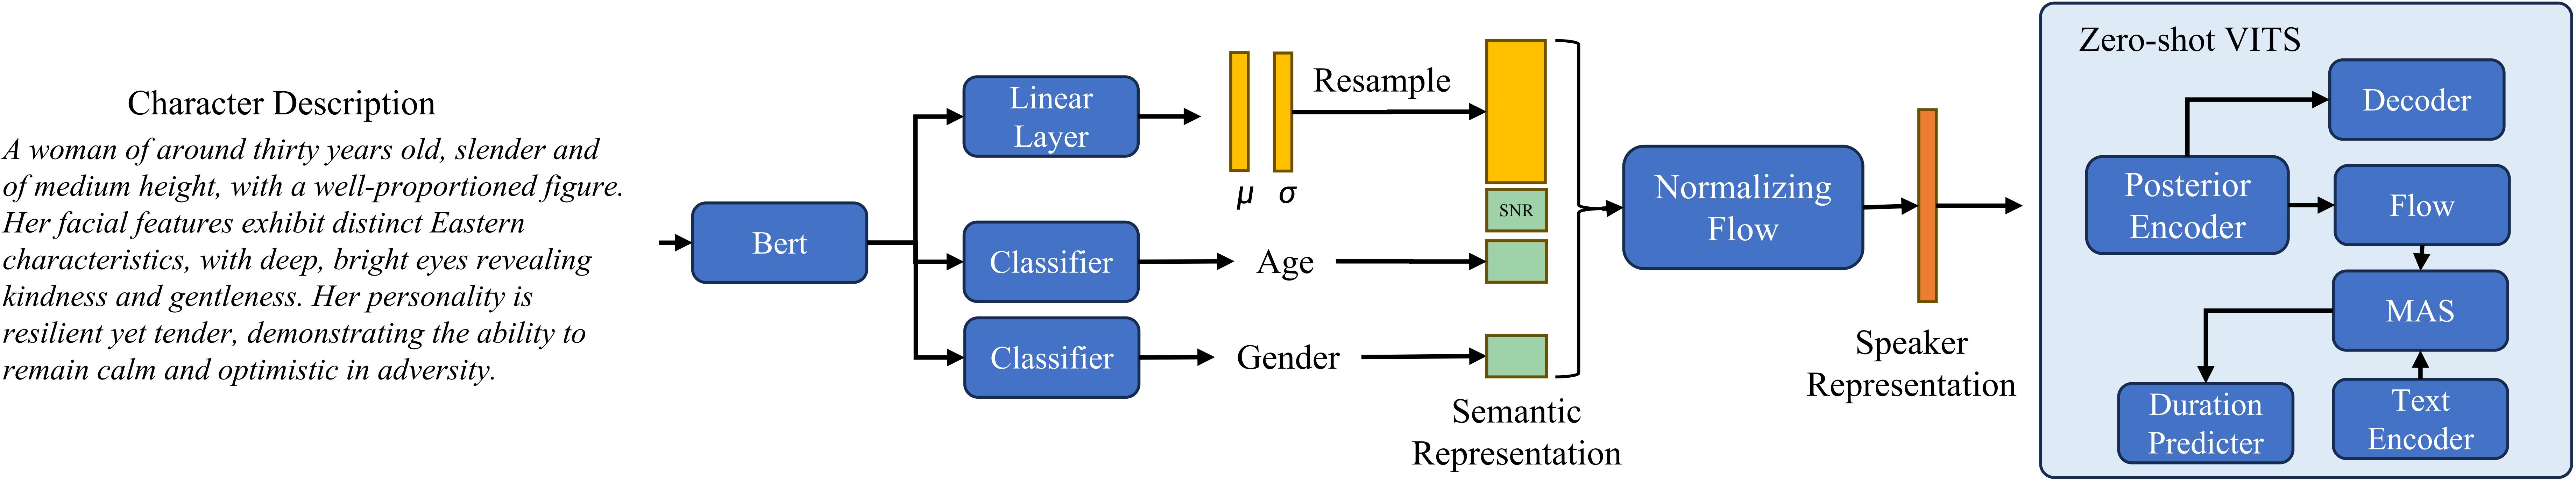 Character Description
A woman of around thirty years old, slender and
of medium height, with a well-proportioned figure.
Her facial features exhibit distinct Eastern
characteristics, with deep, bright eyes revealing
kindness and gentleness. Her personality is
resilient yet tender, demonstrating the ability to
remain calm and optimistic in adversity.
Bert
Linear
Layer
Classifier
Classifier
μ
σ
Resample
Age
Gender
SNR
Semantic
Representation
Normalizing
Flow
Speaker
Representation
Zero-shot VITS
Decoder
Posterior
Encoder
Flow
MAS
Duration
Predicter
Text
Encoder